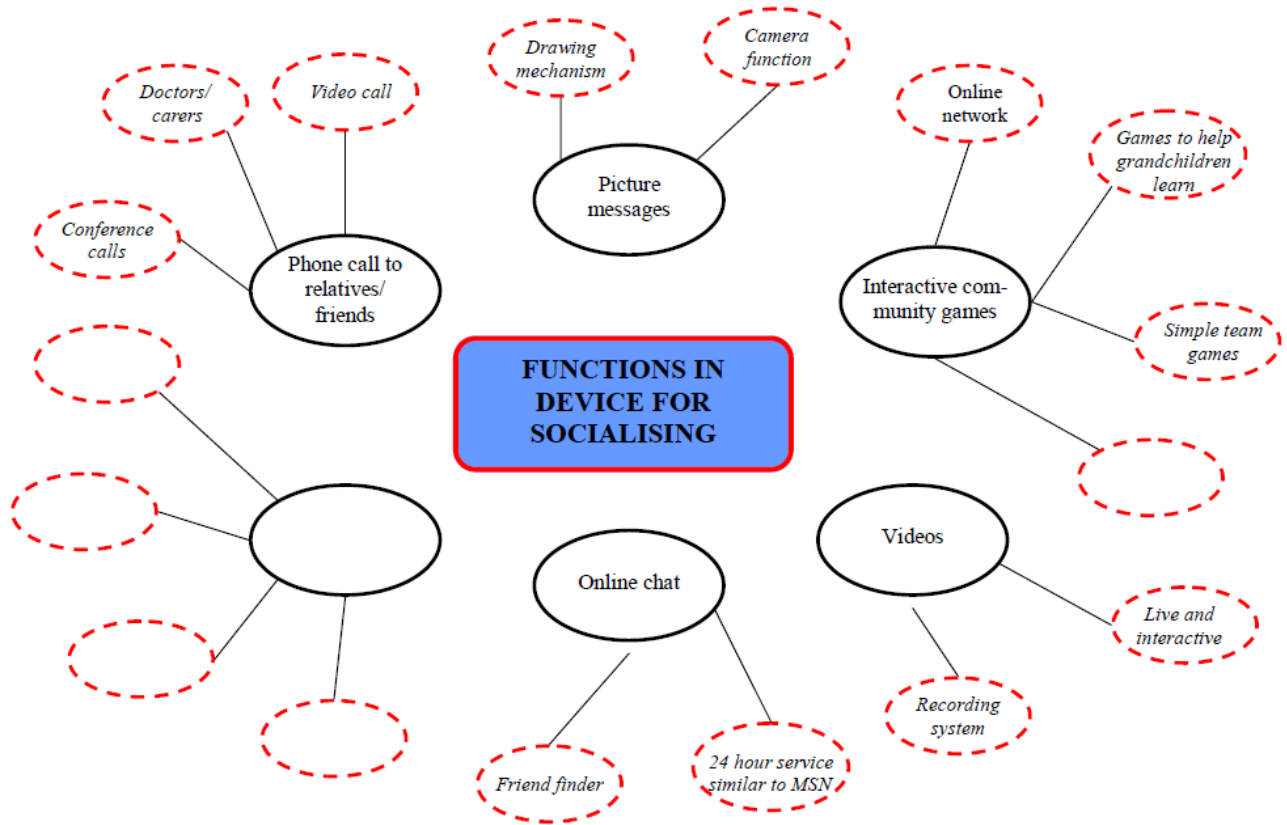 Drawing
mechanism
Camera
function
Doctors/
carers
Video call
Online
network
Games to help
grandchildren
learn
Picture
messages
Conference
calls
Phone call to
relatives/
friends
Interactive com-
munity games
Simple team
games
FUNCTIONS IN
DEVICE FOR
SOCIALISING
Videos
Online chat
Live and
interactive
Recording
system
Friend finder
24 hour service
similar to MSN